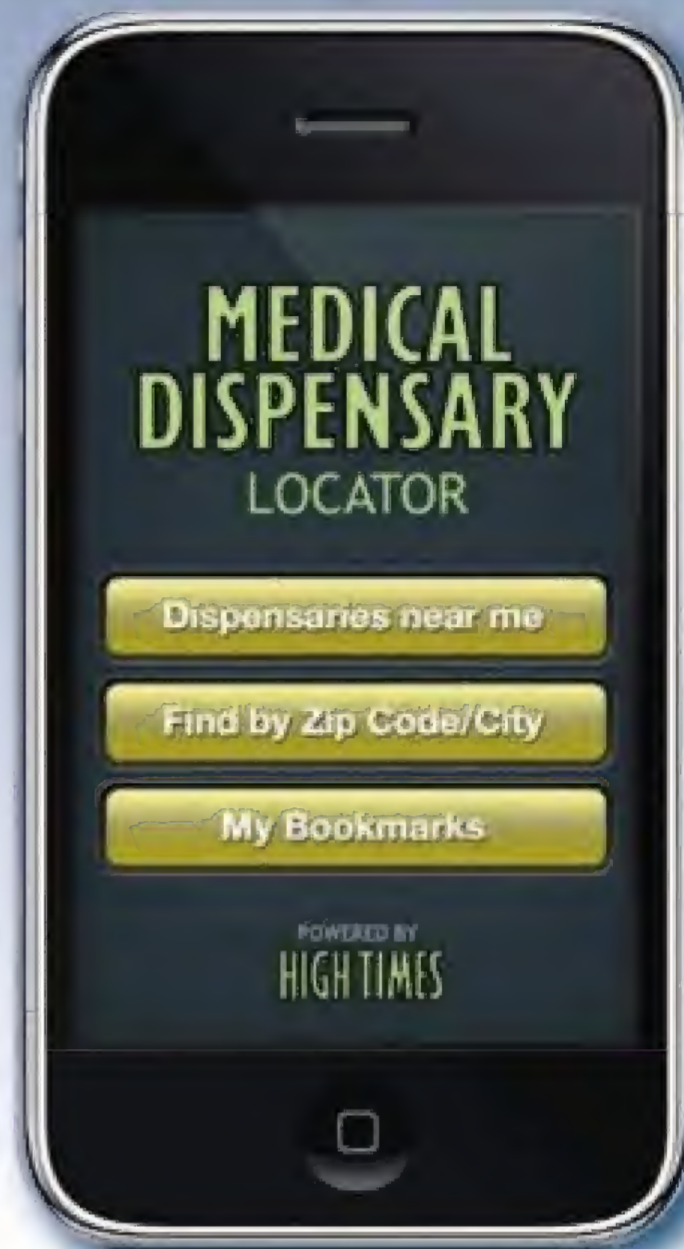 MEDICAL
DISPENSARY
LOCATOR
Dispensaries near me
Find by Zip Code/City
My Bookmarks
POWERED BY
HIGH TIMES